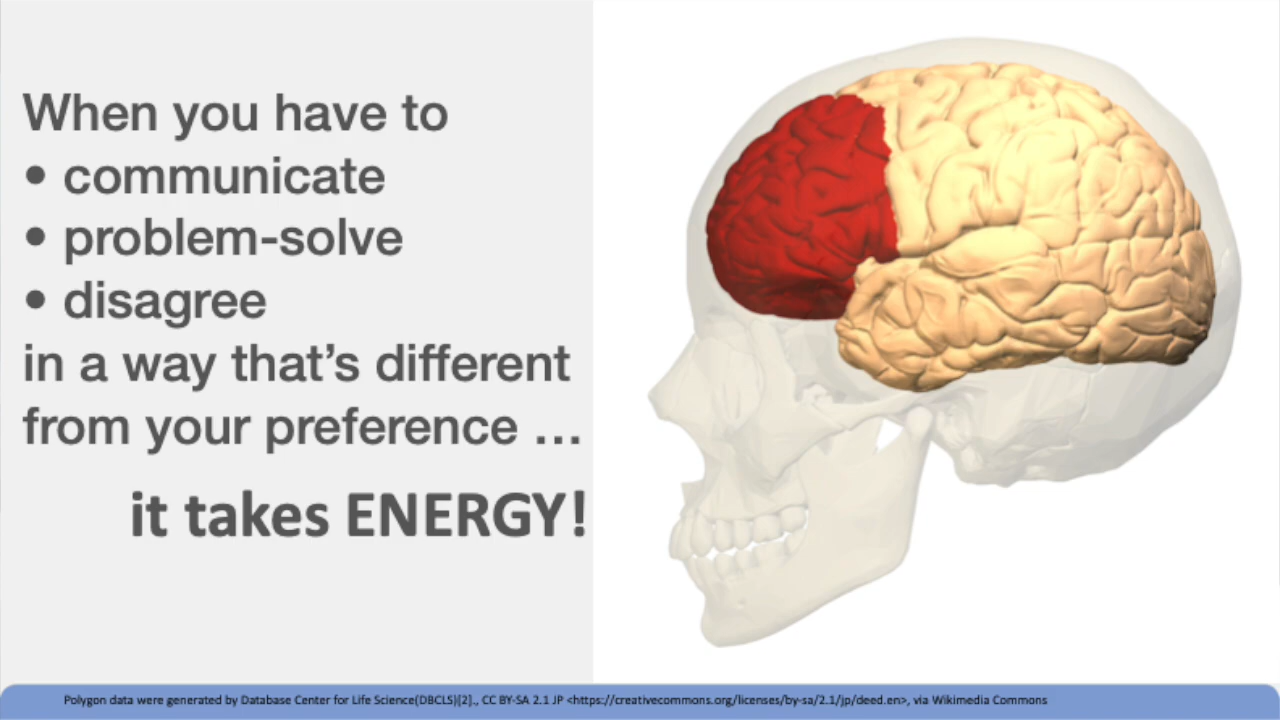 When you have to
• communicate
• problem-solve
• disagree
in a way that’s different
from your preference …
it takes ENERGY!
Polygon data were generated by Database Center for Life Science(DBCLS)[2]., CC BY-SA 2.1 JP <https://creativecommons.org/licenses/by-sa/2.1/jp/deed.en>, via Wikimedia Commons